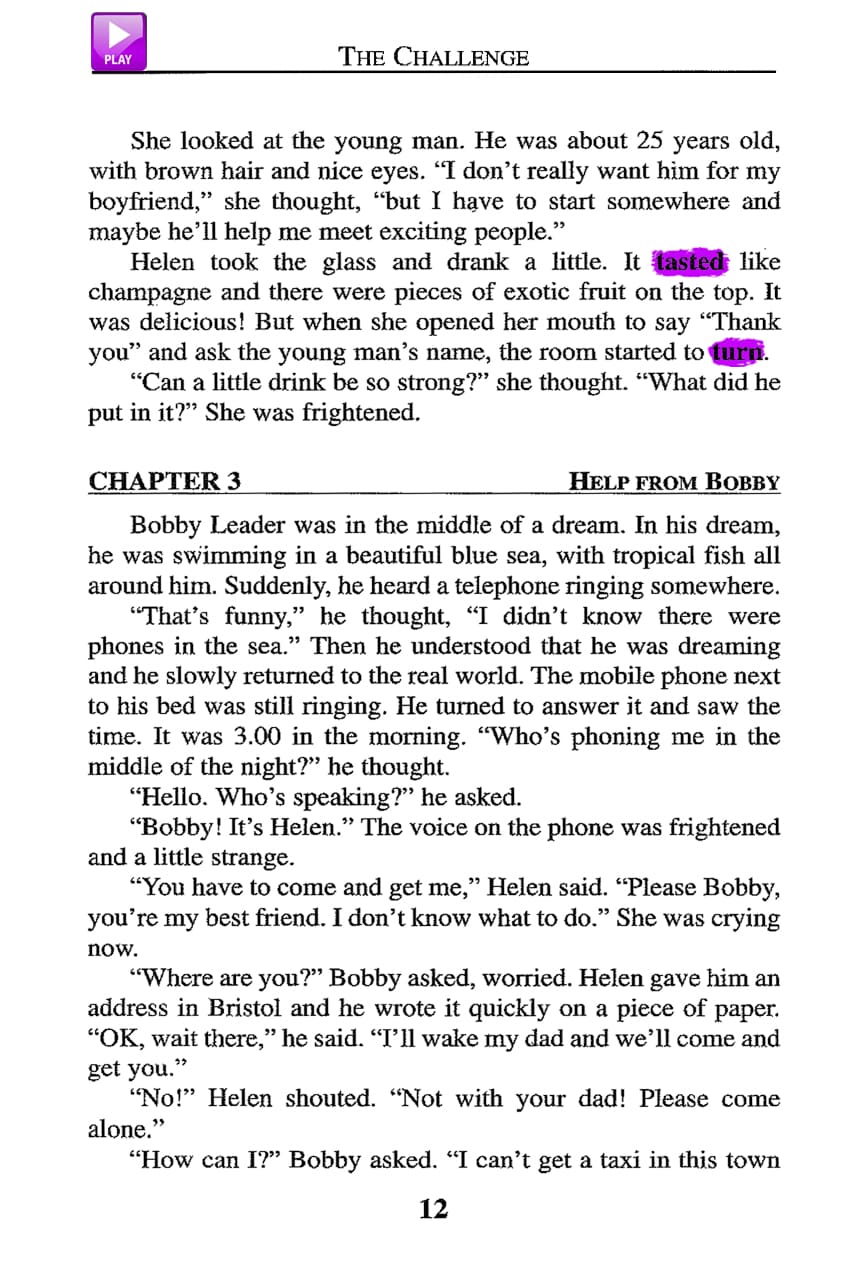 PLAY
THE CHALLENGE
She looked at the young man. He was about 25 years old,
with brown hair and nice eyes. “I don’t really want him for my
boyfriend,” she thought, “but I have to start somewhere and
maybe he’ll help me meet exciting people.”
Helen took the glass and drank a little. It tasted like
champagne and there were pieces of exotic fruit on the top. It
was delicious! But when she opened her mouth to say “Thank
you” and ask the young man’s name, the room started to turn.
“Can a little drink be so strong?” she thought. “What did he
put in it?” She was frightened.
CHAPTER 3 HELP FROM BOBBY
Bobby Leader was in the middle of a dream. In his dream,
he was swimming in a beautiful blue sea, with tropical fish all
around him. Suddenly, he heard a telephone ringing somewhere.
“That’s funny,” he thought, “I didn’t know there were
phones in the sea.” Then he understood that he was dreaming
and he slowly returned to the real world. The mobile phone next
to his bed was still ringing. He turned to answer it and saw the
time. It was 3.00 in the morning. “Who’s phoning me in the
middle of the night?” he thought.
“Hello. Who’s speaking?” he asked.
“Bobby! It’s Helen.” The voice on the phone was frightened
and a little strange.
“You have to come and get me,” Helen said. “Please Bobby,
you’re my best friend. I don’t know what to do.” She was crying
now.
“Where are you?” Bobby asked, worried. Helen gave him an
address in Bristol and he wrote it quickly on a piece of paper.
“OK, wait there,” he said. “I’ll wake my dad and we’ll come and
get you.”
“No!” Helen shouted. “Not with your dad! Please come
alone.”
“How can I?” Bobby asked. “I can’t get a taxi in this town
12